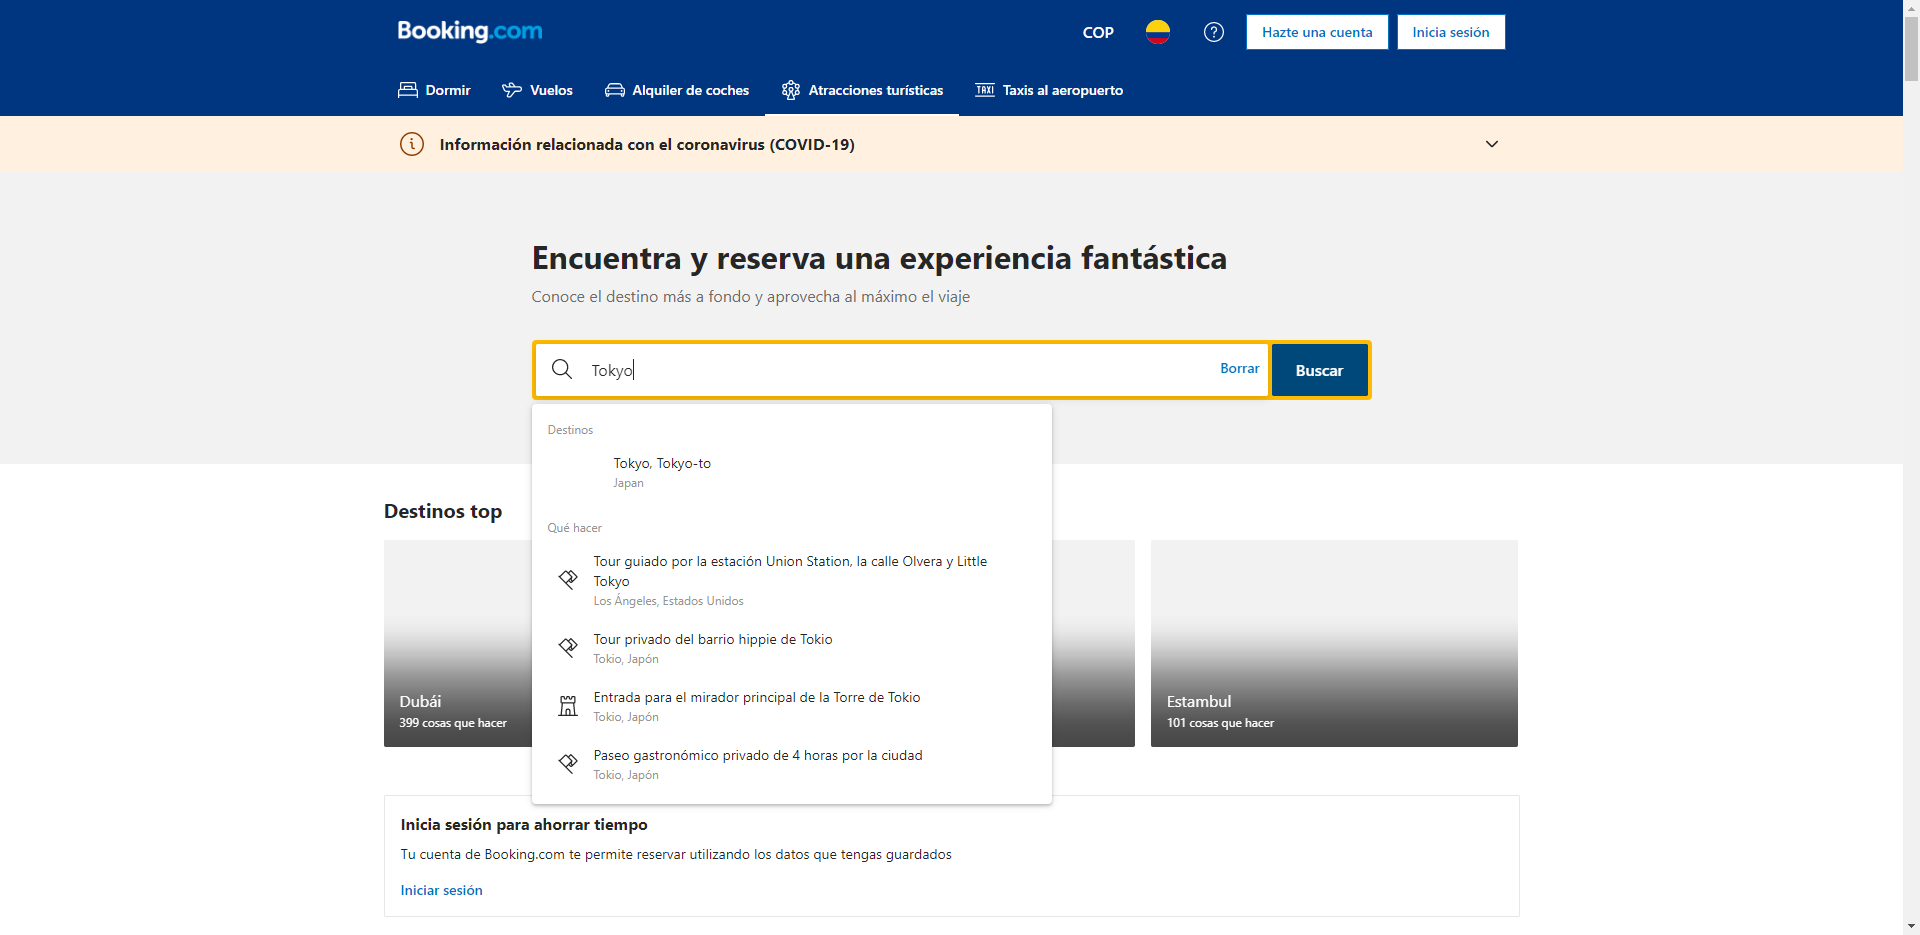 Booking.com
COP
Hazte una cuenta
Inicia sesión
Dormir
Vuelos
Alquiler de coches
Atracciones turísticas
TAXI
Taxis al aeropuerto
Información relacionada con el coronavirus (COVID-19)
Encuentra y reserva una experiencia fantástica
Conoce el destino más a fondo y aprovecha al máximo el viaje
Tokyo
Borrar
Buscar
Destinos
Tokyo, Tokyo-to
Japan
Qué hacer
Tour guiado por la estación Union Station, la calle Olvera y Little
Tokyo
Los Ángeles, Estados Unidos
Tour privado del barrio hippie de Tokio
Tokio, Japón
Entrada para el mirador principal de la Torre de Tokio
Tokio, Japón
Paseo gastronómico privado de 4 horas por la ciudad
Tokio, Japón
Destinos top
Dubái
399 cosas que hacer
Estambul
101 cosas que hacer
Inicia sesión para ahorrar tiempo
Tu cuenta de Booking.com te permite reservar utilizando los datos que tengas guardados
Iniciar sesión